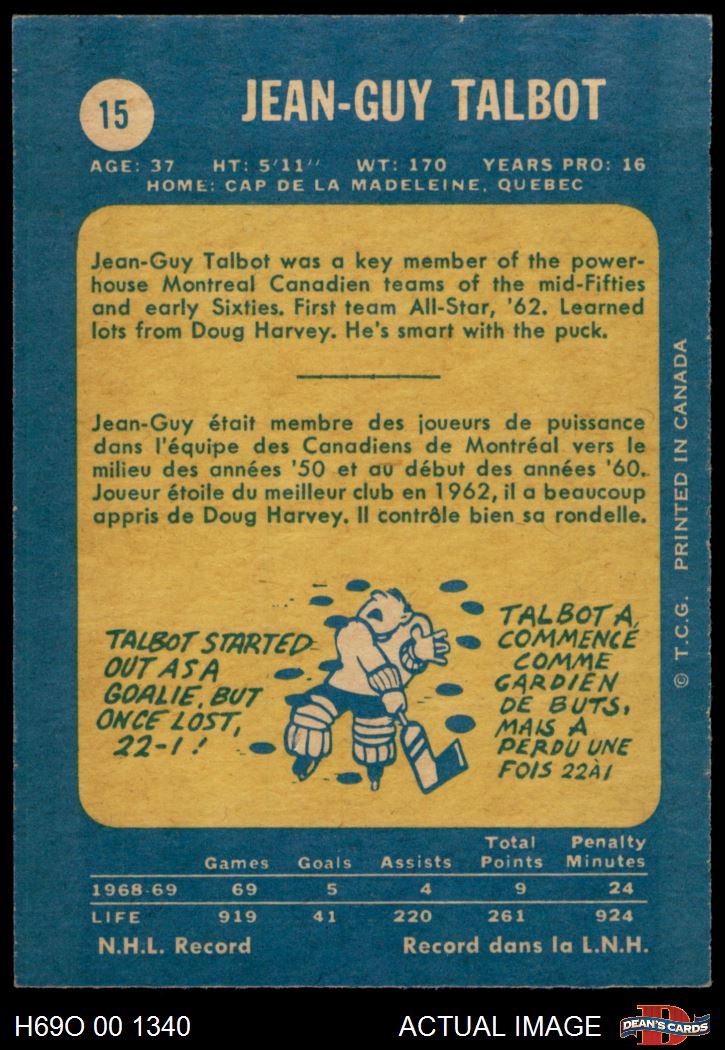 15
JEAN-GUY TALBOT
AGE: 37 HT: 5'11" WT: 170 YEARS PRO: 16
HOME: CAP DE LA MADELEINE, QUEBEC
Jean-Guy Talbot was a key member of the power-
house Montreal Canadien teams of the mid-Fifties
and early Sixties. First team All-Star, '62. Learned
lots from Doug Harvey. He's smart with the puck.
Jean-Guy était membre des joueurs de puissance
dans l'équipe des Canadiens de Montréal vers le
milieu des années '50 et au début des années '60.
Joueur étoile du meilleur club en 1962, il a beaucoup
appris de Doug Harvey. Il contrôle bien sa rondelle.
TALBOT STARTED
OUT AS A
GOALIE, BUT
ONCE LOST,
22-1!
TALBOT A
COMMENCÉ
COMME
GARDIEN
DE BUTS,
MAIS A
PERDU UNE
FOIS 22À1
© T.C.G. PRINTED IN CANADA
Games Goals Assists Total Points Penalty Minutes
1968-69 69 5 4 9 24
LIFE 919 41 220 261 924
N.H.L. Record Record dans la L.N.H.
H69O 00 1340 ACTUAL IMAGE D DEAN'S CARDS